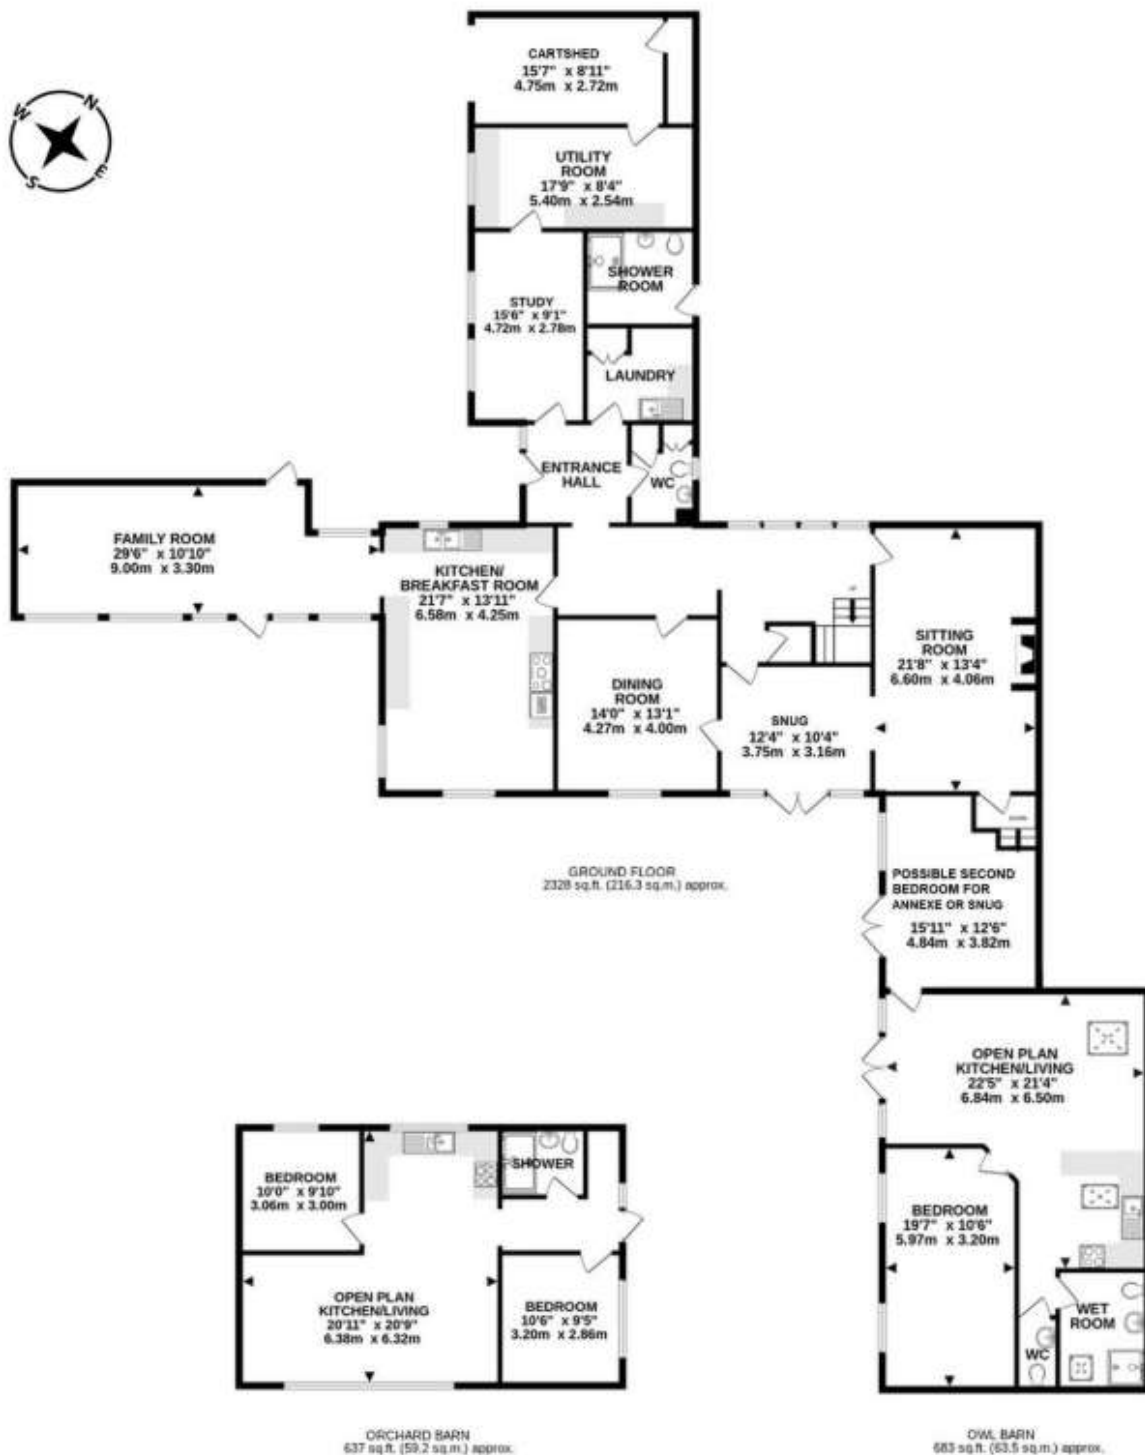 CARTSHED
15'7" x 8'11"
4.75m x 2.72m
N
W
E
S
UTILITY
ROOM
17'9" x 8'4"
5.40m x 2.54m
SHOWER
ROOM
STUDY
15'6" x 9'1"
4.72m x 2.78m
LAUNDRY
ENTRANCE
HALL
WC
FAMILY ROOM
29'6" x 10'10"
9.00m x 3.30m
KITCHEN/
BREAKFAST ROOM
21'7" x 13'11"
6.58m x 4.25m
SITTING
ROOM
21'8" x 13'4"
6.60m x 4.06m
DINING
ROOM
14'0" x 13'1"
4.27m x 4.00m
SNUG
12'4" x 10'4"
3.75m x 3.16m
GROUND FLOOR
2328 sq.ft. (216.3 sq.m.) approx.
POSSIBLE SECOND
BEDROOM FOR
ANNEXE OR SNUG
15'11" x 12'6"
4.84m x 3.82m
OPEN PLAN
KITCHEN/LIVING
22'5" x 21'4"
6.84m x 6.50m
BEDROOM
19'7" x 10'6"
5.97m x 3.20m
WET
ROOM
WC
OWL BARN
683 sq.ft. (63.5 sq.m.) approx.
BEDROOM
10'0" x 9'10"
3.06m x 3.00m
SHOWER
OPEN PLAN
KITCHEN/LIVING
20'11" x 20'9"
6.38m x 6.32m
BEDROOM
10'6" x 9'5"
3.20m x 2.86m
ORCHARD BARN
637 sq.ft. (59.2 sq.m.) approx.